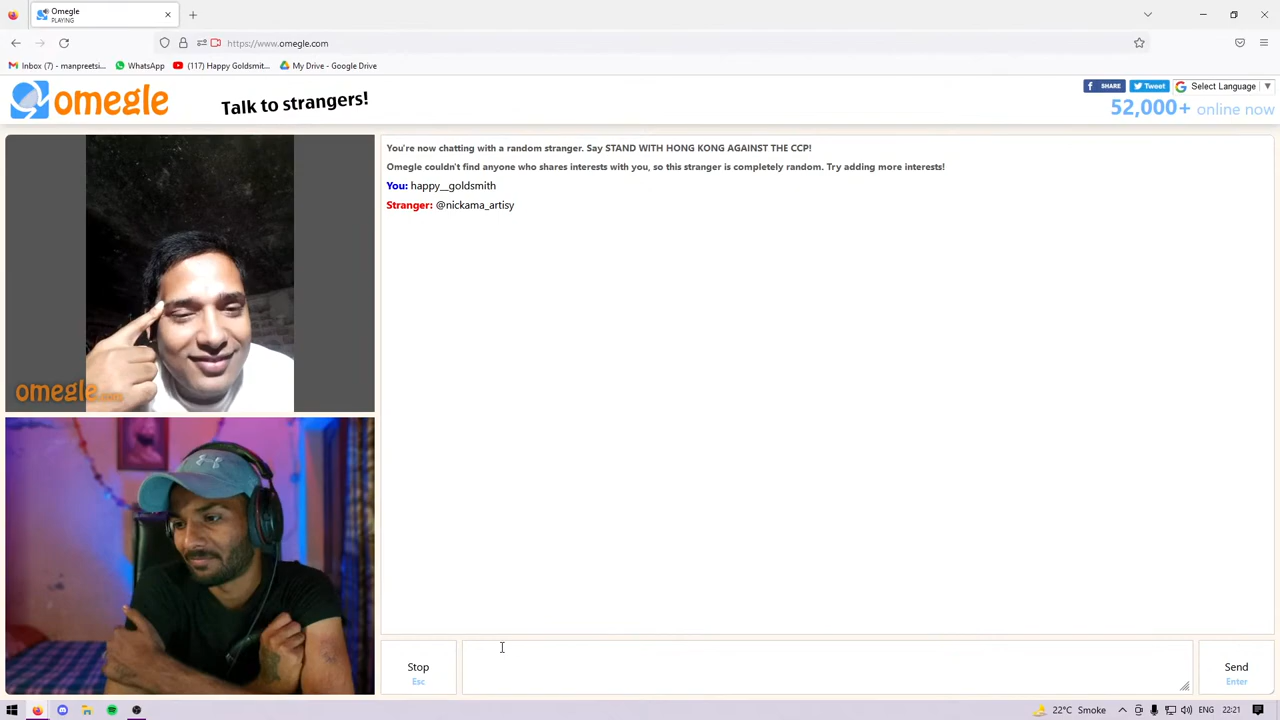 Omegle
PLAYING
https://www.omegle.com
Inbox (7) - manpreetsi...
WhatsApp
(117) Happy Goldsmit...
My Drive - Google Drive
omegle
Talk to strangers!
SHARE
Tweet
Select Language
52,000+ online now
omegle.com
You're now chatting with a random stranger. Say STAND WITH HONG KONG AGAINST THE CCP!
Omegle couldn't find anyone who shares interests with you, so this stranger is completely random. Try adding more interests!
You: happy__goldsmith
Stranger: @nickama_artisy
Stop
Esc
Send
Enter
22°C Smoke
ENG
22:21